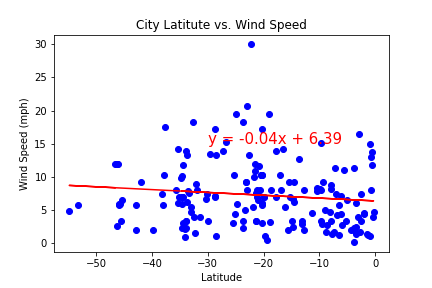 City Latitute vs. Wind Speed
30
25
20
15
10
5
0
Wind Speed (mph)
y = -0.04x + 6.39
−50 −40 −30 −20 −10 0
Latitude